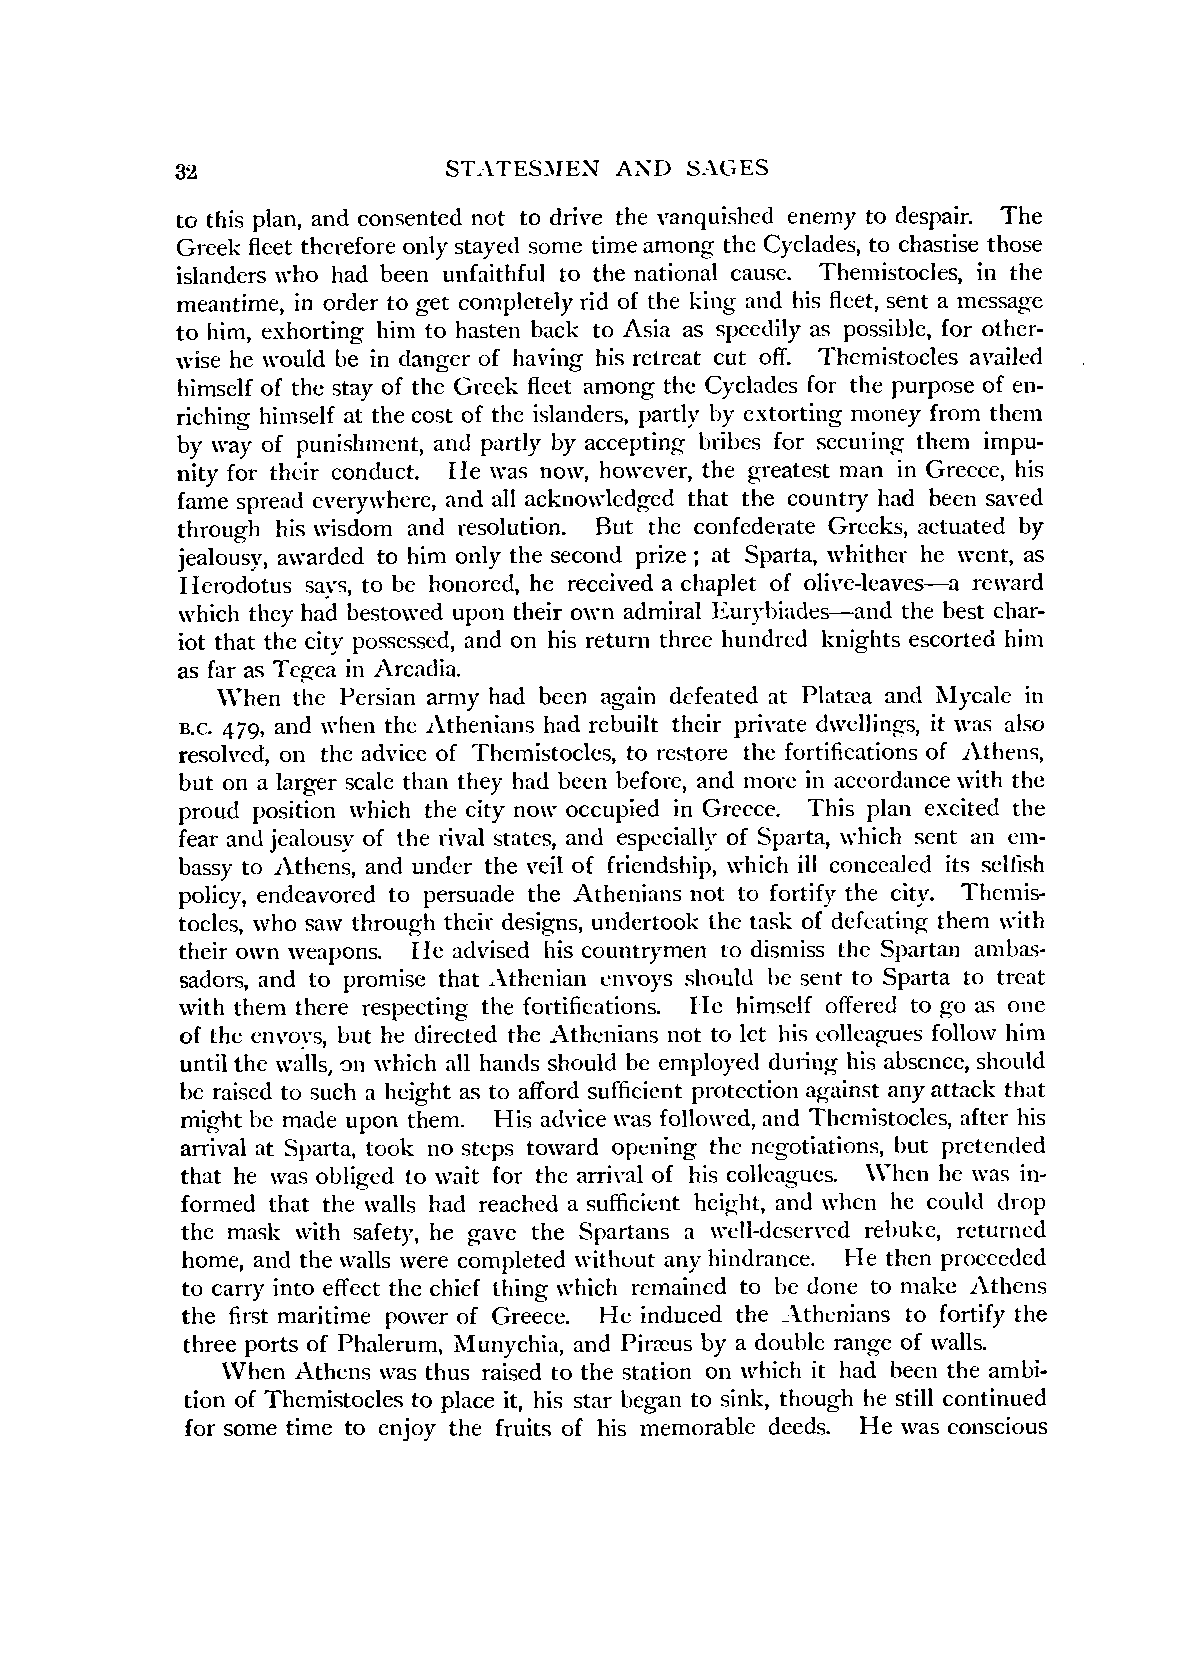 32 STATESMEN AND SAGES
to this plan, and consented not to drive the vanquished enemy to despair. The
Greek fleet therefore only stayed some time among the Cyclades, to chastise those
islanders who had been unfaithful to the national cause. Themistocles, in the
meantime, in order to get completely rid of the king and his fleet, sent a message
to him, exhorting him to hasten back to Asia as speedily as possible, for other-
wise he would be in danger of having his retreat cut off. Themistocles availed
himself of the stay of the Greek fleet among the Cyclades for the purpose of en-
riching himself at the cost of the islanders, partly by extorting money from them
by way of punishment, and partly by accepting bribes for securing them impu-
nity for their conduct. He was now, however, the greatest man in Greece, his
fame spread everywhere, and all acknowledged that the country had been saved
through his wisdom and resolution. But the confederate Greeks, actuated by
jealousy, awarded to him only the second prize; at Sparta, whither he went, as
Herodotus says, to be honored, he received a chaplet of olive-leaves—a reward
which they had bestowed upon their own admiral Eurybiades—and the best char-
iot that the city possessed, and on his return three hundred knights escorted him
as far as Tegea in Arcadia.
When the Persian army had been again defeated at Platæa and Mycale in
B.C. 479, and when the Athenians had rebuilt their private dwellings, it was also
resolved, on the advice of Themistocles, to restore the fortifications of Athens,
but on a larger scale than they had been before, and more in accordance with the
proud position which the city now occupied in Greece. This plan excited the
fear and jealousy of the rival states, and especially of Sparta, which sent an em-
bassy to Athens, and under the veil of friendship, which ill concealed its selfish
policy, endeavored to persuade the Athenians not to fortify the city. Themis-
tocles, who saw through their designs, undertook the task of defeating them with
their own weapons. He advised his countrymen to dismiss the Spartan ambas-
sadors, and to promise that Athenian envoys should be sent to Sparta to treat
with them there respecting the fortifications. He himself offered to go as one
of the envoys, but he directed the Athenians not to let his colleagues follow him
until the walls, on which all hands should be employed during his absence, should
be raised to such a height as to afford sufficient protection against any attack that
might be made upon them. His advice was followed, and Themistocles, after his
arrival at Sparta, took no steps toward opening the negotiations, but pretended
that he was obliged to wait for the arrival of his colleagues. When he was in-
formed that the walls had reached a sufficient height, and when he could drop
the mask with safety, he gave the Spartans a well-deserved rebuke, returned
home, and the walls were completed without any hindrance. He then proceeded
to carry into effect the chief thing which remained to be done to make Athens
the first maritime power of Greece. He induced the Athenians to fortify the
three ports of Phalerum, Munychia, and Piræus by a double range of walls.
When Athens was thus raised to the station on which it had been the ambi-
tion of Themistocles to place it, his star began to sink, though he still continued
for some time to enjoy the fruits of his memorable deeds. He was conscious